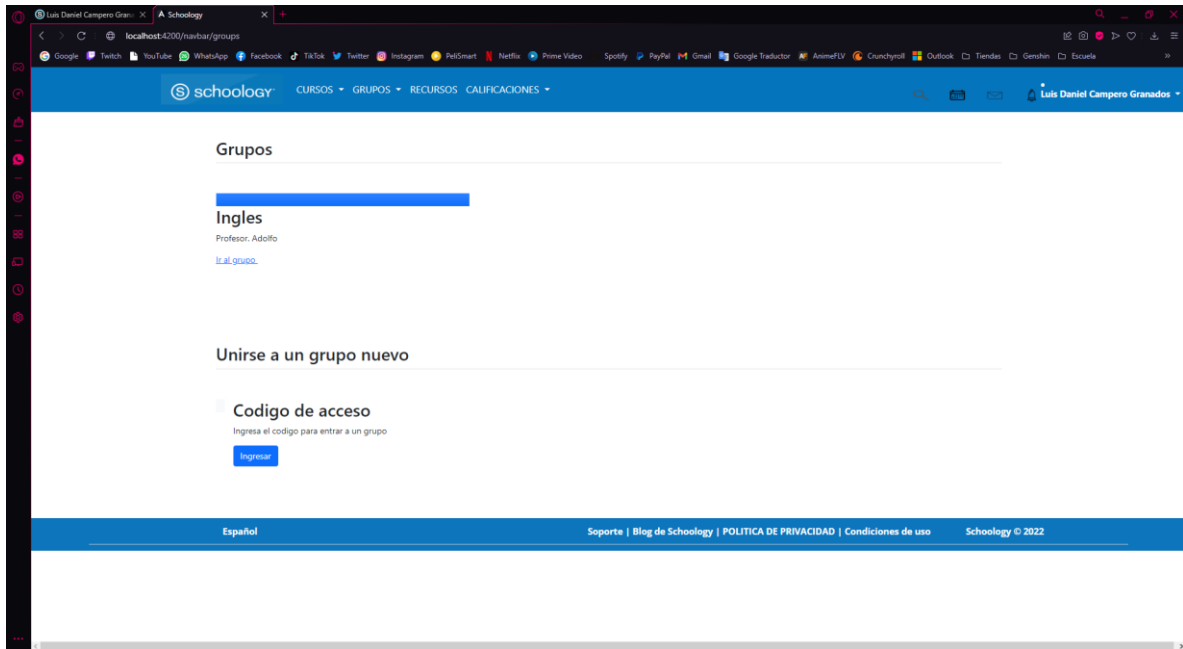 Luis Daniel Campero Gran
Schoology
localhost:4200/navbar/groups
Google Twitch YouTube WhatsApp Facebook TikTok Twitter Instagram PeliSmart Netflix Prime Video Spotify PayPal Gmail Google Traductor AnimeFLV Crunchyroll Outlook Tiendas Genshin Escuela
schoology CURSOS GRUPOS RECURSOS CALIFICACIONES Luis Daniel Campero Granados
Grupos
Ingles
Profesor. Adolfo
Ir al grupo
Unirse a un grupo nuevo
Codigo de acceso
Ingresa el codigo para entrar a un grupo
Ingresar
Español Soporte | Blog de Schoology | POLITICA DE PRIVACIDAD | Condiciones de uso Schoology © 2022